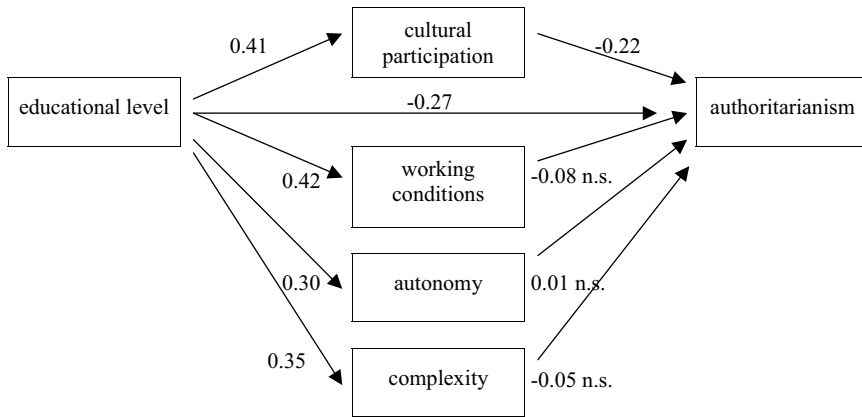 cultural
participation
0.41
-0.22
educational level
-0.27
authoritarianism
working
conditions
0.42
-0.08 n.s.
autonomy
0.30
0.01 n.s.
complexity
0.35
-0.05 n.s.